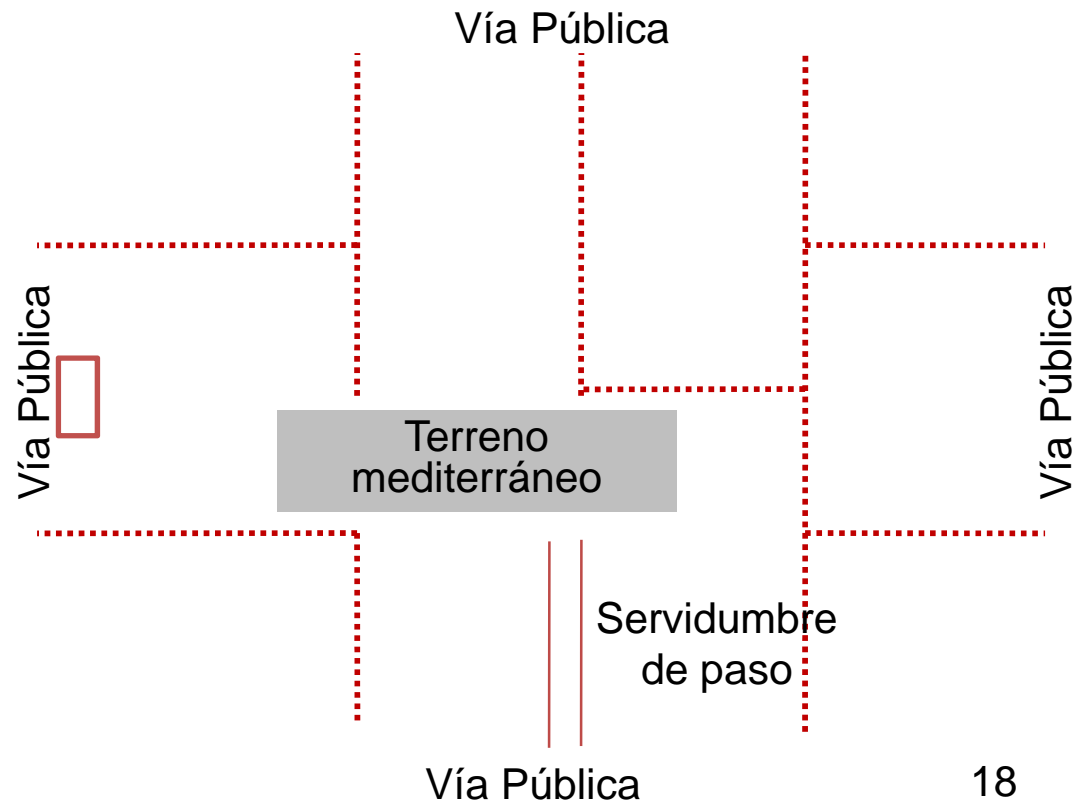 Vía Pública
Vía Pública
Vía Pública
Terreno
mediterráneo
Servidumbre
de paso
Vía Pública
18